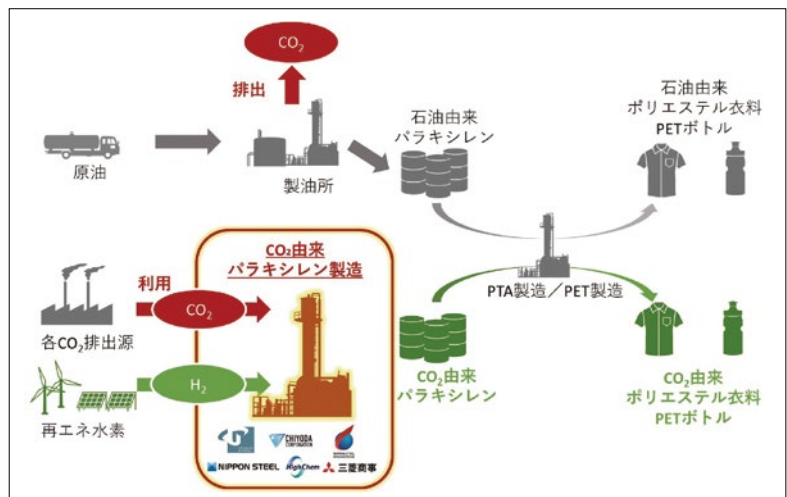 CO₂
排出
原油
製油所
石油由来
パラキシレン
石油由来
ポリエステル衣料
PETボトル
CO₂由来
パラキシレン製造
利用
CO₂
各CO₂排出源
H₂
再エネ水素
PTA製造／PET製造
CO₂由来
パラキシレン
CO₂由来
ポリエステル衣料
PETボトル
CHIYODA
CORPORATION
NIPPON STEEL
HighChem
三菱商事